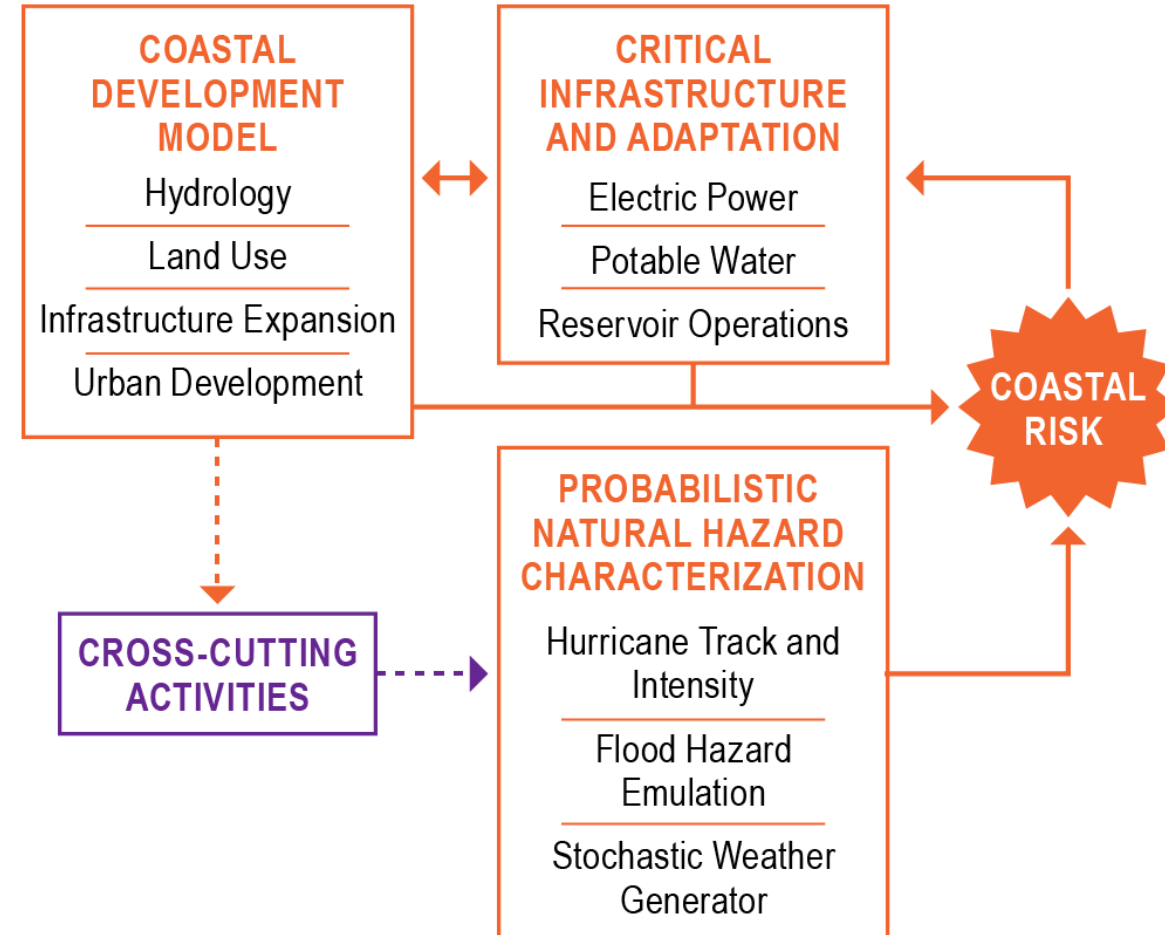 COASTAL
DEVELOPMENT
MODEL
Hydrology
Land Use
Infrastructure Expansion
Urban Development
CRITICAL
INFRASTRUCTURE
AND ADAPTATION
Electric Power
Potable Water
Reservoir Operations
COASTAL
RISK
CROSS-CUTTING
ACTIVITIES
PROBABILISTIC
NATURAL HAZARD
CHARACTERIZATION
Hurricane Track and
Intensity
Flood Hazard
Emulation
Stochastic Weather
Generator